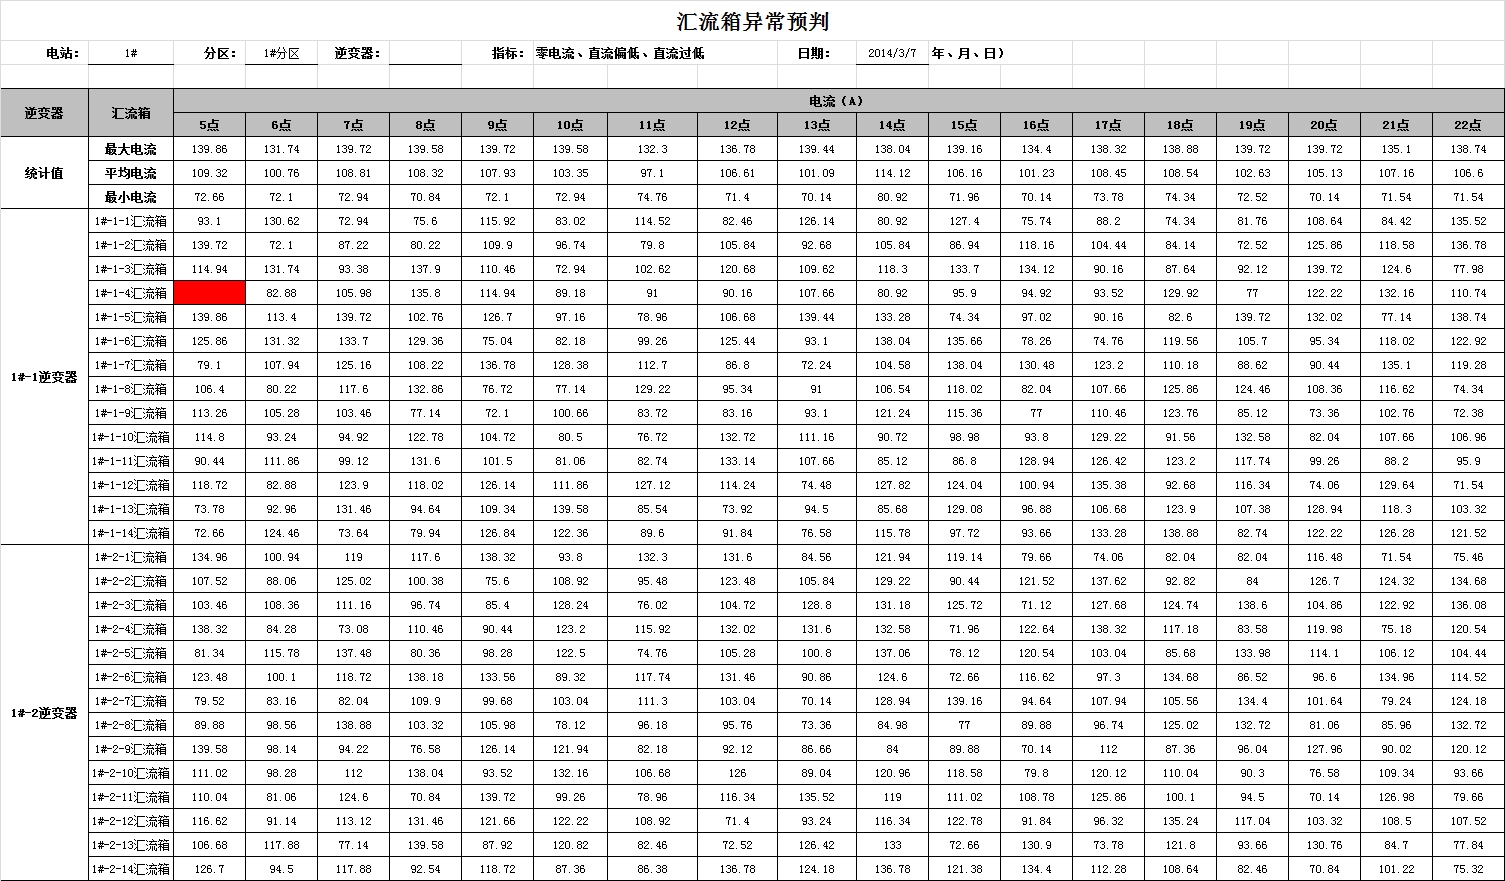 汇流箱异常预判
电站： 1# 分区： 1#分区 逆变器： 指标： 零电流、直流偏低、直流过低 日期： 2014/3/7 年、月、日）
逆变器 汇流箱 电流（A）
5点 6点 7点 8点 9点 10点 11点 12点 13点 14点 15点 16点 17点 18点 19点 20点 21点 22点
统计值 最大电流 139.86 131.74 139.72 139.58 139.72 139.58 132.3 136.78 139.44 138.04 139.16 134.4 138.32 138.88 139.72 139.72 135.1 138.74
平均电流 109.32 100.76 108.81 108.32 107.93 103.35 97.1 106.61 101.09 114.12 106.16 101.23 108.45 108.54 102.63 105.13 107.16 106.6
最小电流 72.66 72.1 72.94 70.84 72.1 72.94 74.76 71.4 70.14 80.92 71.96 70.14 73.78 74.34 72.52 70.14 71.54 71.54
1#-1逆变器 1#-1-1汇流箱 93.1 130.62 72.94 75.6 115.92 83.02 114.52 82.46 126.14 80.92 127.4 75.74 88.2 74.34 81.76 108.64 84.42 135.52
1#-1-2汇流箱 139.72 72.1 87.22 80.22 109.9 96.74 79.8 105.84 92.68 105.84 86.94 118.16 104.44 84.14 72.52 125.86 118.58 136.78
1#-1-3汇流箱 114.94 131.74 93.38 137.9 110.46 72.94 102.62 120.68 109.62 118.3 133.7 134.12 90.16 87.64 92.12 139.72 124.6 77.98
1#-1-4汇流箱 82.88 105.98 135.8 114.94 89.18 91 90.16 107.66 80.92 95.9 94.92 93.52 129.92 77 122.22 132.16 110.74
1#-1-5汇流箱 139.86 113.4 139.72 102.76 126.7 97.16 78.96 106.68 139.44 133.28 74.34 97.02 90.16 82.6 139.72 132.02 77.14 138.74
1#-1-6汇流箱 125.86 131.32 133.7 129.36 75.04 82.18 99.26 125.44 93.1 138.04 135.66 78.26 74.76 119.56 105.7 95.34 118.02 122.92
1#-1-7汇流箱 79.1 107.94 125.16 108.22 136.78 128.38 112.7 86.8 72.24 104.58 138.04 130.48 123.2 110.18 88.62 90.44 135.1 119.28
1#-1-8汇流箱 106.4 80.22 117.6 132.86 76.72 77.14 129.22 95.34 91 106.54 118.02 82.04 107.66 125.86 124.46 108.36 116.62 74.34
1#-1-9汇流箱 113.26 105.28 103.46 77.14 72.1 100.66 83.72 83.16 93.1 121.24 115.36 77 110.46 123.76 85.12 73.36 102.76 72.38
1#-1-10汇流箱 114.8 93.24 94.92 122.78 104.72 80.5 76.72 132.72 111.16 90.72 98.98 93.8 129.22 91.56 132.58 82.04 107.66 106.96
1#-1-11汇流箱 90.44 111.86 99.12 131.6 101.5 81.06 82.74 133.14 107.66 85.12 86.8 128.94 126.42 123.2 117.74 99.26 88.2 95.9
1#-1-12汇流箱 118.72 82.88 123.9 118.02 126.14 111.86 127.12 114.24 74.48 127.82 124.04 100.94 135.38 92.68 116.34 74.06 129.64 71.54
1#-1-13汇流箱 73.78 92.96 131.46 94.64 109.34 139.58 85.54 73.92 94.5 85.68 129.08 96.88 106.68 123.9 107.38 128.94 118.3 103.32
1#-1-14汇流箱 72.66 124.46 73.64 79.94 126.84 122.36 89.6 91.84 76.58 115.78 97.72 93.66 133.28 138.88 82.74 122.22 126.28 121.52
1#-2逆变器 1#-2-1汇流箱 134.96 100.94 119 117.6 138.32 93.8 132.3 131.6 84.56 121.94 119.14 79.66 74.06 82.04 82.04 116.48 71.54 75.46
1#-2-2汇流箱 107.52 88.06 125.02 100.38 75.6 108.92 95.48 123.48 105.84 129.22 90.44 121.52 137.62 92.82 84 126.7 124.32 134.68
1#-2-3汇流箱 103.46 108.36 111.16 96.74 85.4 128.24 76.02 104.72 128.8 131.18 125.72 71.12 127.68 124.74 138.6 104.86 122.92 136.08
1#-2-4汇流箱 138.32 84.28 73.08 110.46 90.44 123.2 115.92 132.02 131.6 132.58 71.96 122.64 138.32 117.18 83.58 119.98 75.18 120.54
1#-2-5汇流箱 81.34 115.78 137.48 80.36 98.28 122.5 74.76 105.28 100.8 137.06 78.12 120.54 103.04 85.68 133.98 114.1 106.12 104.44
1#-2-6汇流箱 123.48 100.1 118.72 138.18 133.56 89.32 117.74 131.46 90.86 124.6 72.66 116.62 97.3 134.68 86.52 96.6 134.96 114.52
1#-2-7汇流箱 79.52 83.16 82.04 109.9 99.68 103.04 111.3 103.04 70.14 128.94 139.16 94.64 107.94 105.56 134.4 101.64 79.24 124.18
1#-2-8汇流箱 89.88 98.56 138.88 103.32 105.98 78.12 96.18 95.76 73.36 84.98 77 89.88 96.74 125.02 132.72 81.06 85.96 132.72
1#-2-9汇流箱 139.58 98.14 94.22 76.58 126.14 121.94 82.18 92.12 86.66 84 89.88 70.14 112 87.36 96.04 127.96 90.02 120.12
1#-2-10汇流箱 111.02 98.28 112 138.04 93.52 132.16 106.68 126 89.04 120.96 118.58 79.8 120.12 110.04 90.3 76.58 109.34 93.66
1#-2-11汇流箱 110.04 81.06 124.6 70.84 139.72 99.26 78.96 116.34 135.52 119 111.02 108.78 125.86 100.1 94.5 70.14 126.98 79.66
1#-2-12汇流箱 116.62 91.14 113.12 131.46 121.66 122.22 108.92 71.4 93.24 116.34 122.78 91.84 96.32 135.24 117.04 103.32 108.5 107.52
1#-2-13汇流箱 106.68 117.88 77.14 139.58 87.92 120.82 82.46 72.52 126.42 133 72.66 130.9 73.78 121.8 93.66 130.76 84.7 77.84
1#-2-14汇流箱 126.7 94.5 117.88 92.54 118.72 87.36 86.38 136.78 124.18 136.78 121.38 134.4 112.28 108.64 82.46 70.84 101.22 75.32